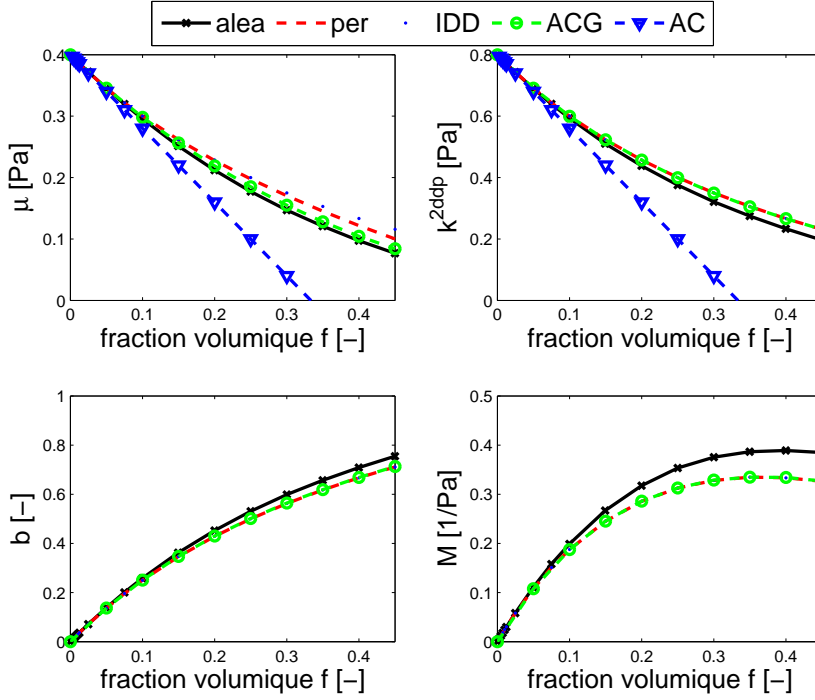 alea per IDD ACG AC
0.4
0.3
0.2
0.1
0
μ [Pa]
0 0.1 0.2 0.3 0.4
fraction volumique f [−]
0.8
0.6
0.4
0.2
0
k^2ddp [Pa]
0 0.1 0.2 0.3 0.4
fraction volumique f [−]
1
0.8
0.6
0.4
0.2
0
b [−]
0 0.1 0.2 0.3 0.4
fraction volumique f [−]
0.5
0.4
0.3
0.2
0.1
0
M [1/Pa]
0 0.1 0.2 0.3 0.4
fraction volumique f [−]